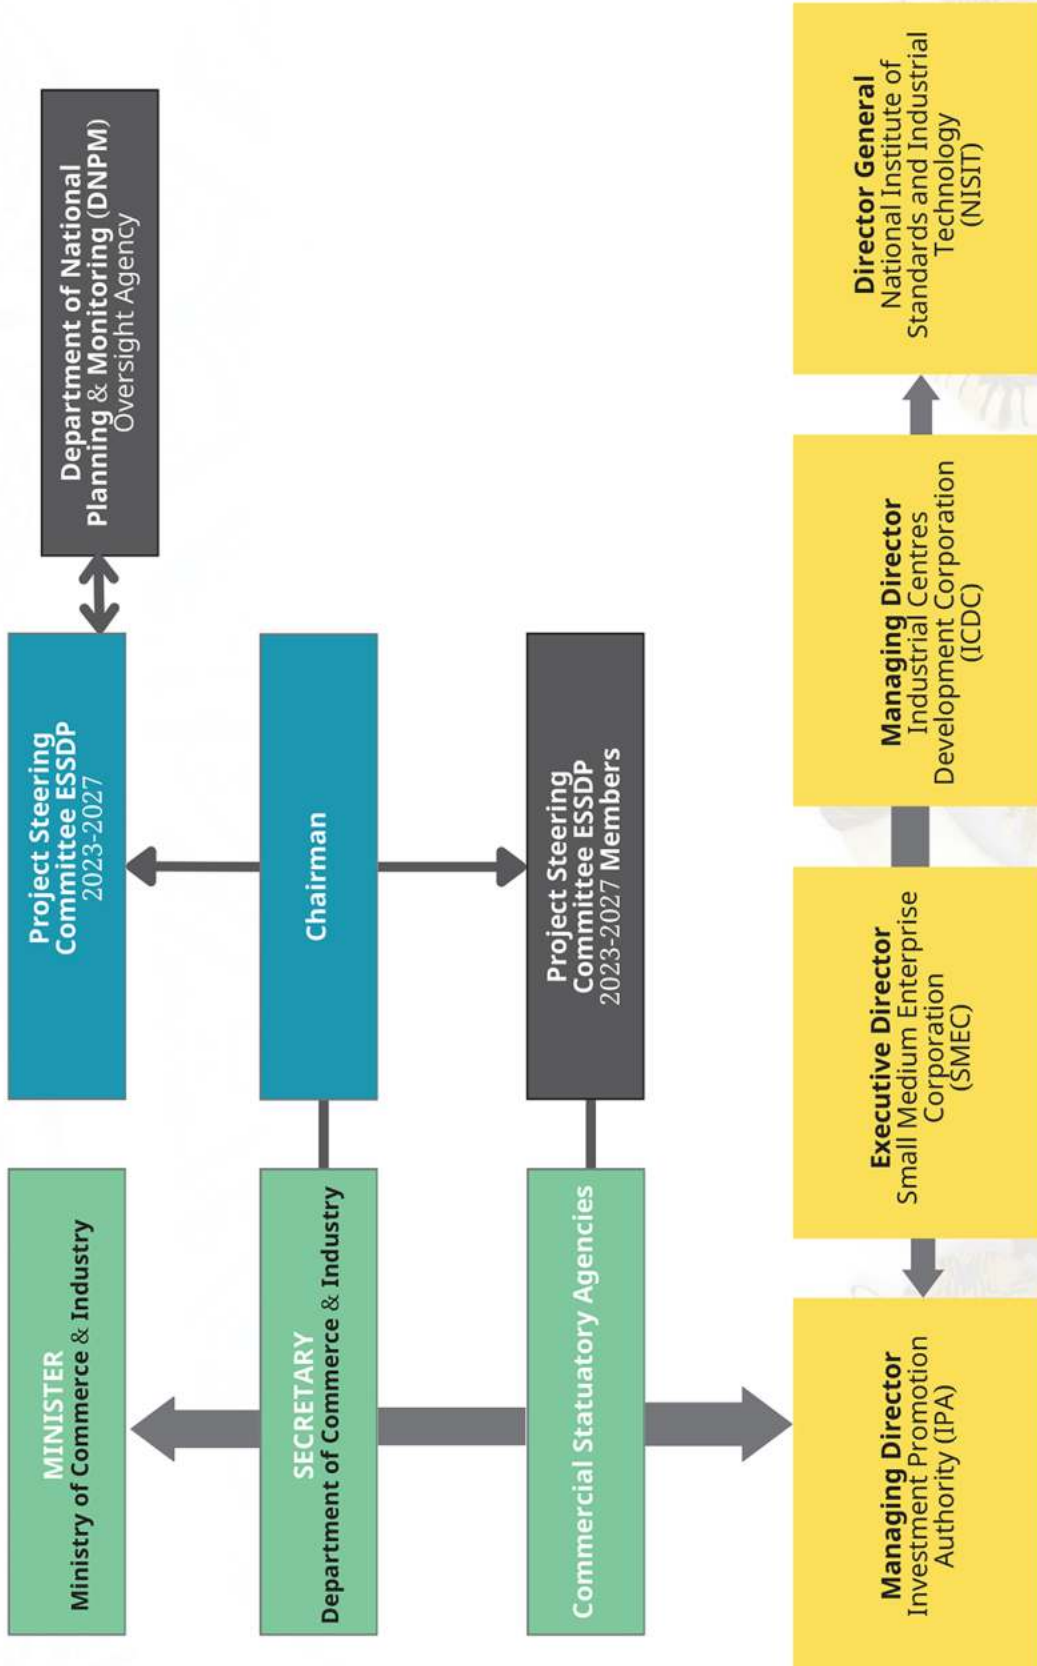 MINISTER
Ministry of Commerce & Industry
Project Steering
Committee ESSDP
2023-2027
Department of National
Planning & Monitoring (DNPM)
Oversight Agency
SECRETARY
Department of Commerce & Industry
Chairman
Commercial Statuatory Agencies
Project Steering
Committee ESSDP
2023-2027 Members
Managing Director
Investment Promotion
Authority (IPA)
Executive Director
Small Medium Enterprise
Corporation
(SMEC)
Managing Director
Industrial Centres
Development Corporation
(ICDC)
Director General
National Institute of
Standards and Industrial
Technology
(NISIT)